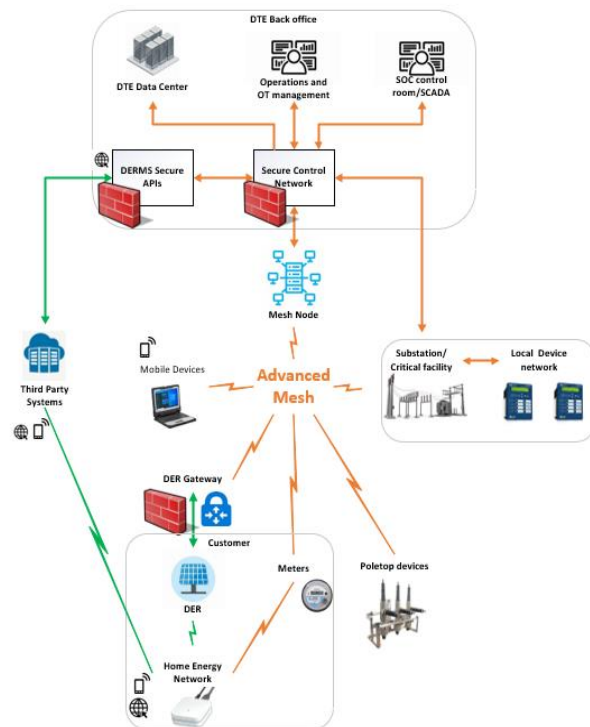 DTE Back office
DTE Data Center
Operations and
OT management
SOC control
room/SCADA
DERMS Secure
APIs
Secure Control
Network
Mesh Node
Mobile Devices
Advanced
Mesh
Substation/
Critical facility
Local Device
network
Third Party
Systems
DER Gateway
Customer
DER
Meters
Poletop devices
Home Energy
Network